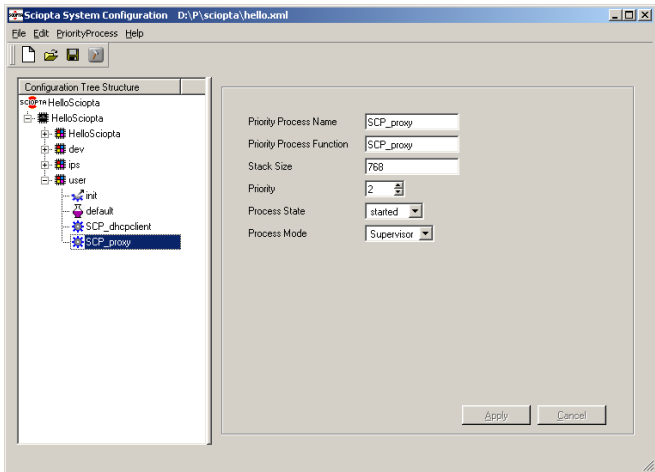 Sciopta System Configuration D:\P\sciopta\hello.xml
File Edit PriorityProcess Help
Configuration Tree Structure
SCIOPTA HelloSciopta
HelloSciopta
HelloSciopta
dev
ips
user
init
default
SCP_dhcpclient
SCP_proxy
Priority Process Name SCP_proxy
Priority Process Function SCP_proxy
Stack Size 768
Priority 2
Process State started
Process Mode Supervisor
Apply Cancel